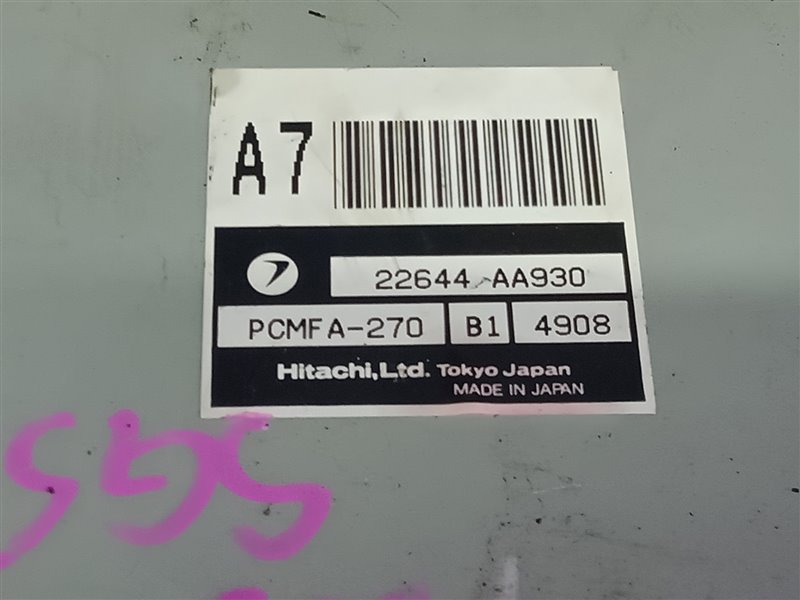 A7
22644 AA930
PCMFA-270 B1 4908
Hitachi,Ltd. Tokyo Japan
MADE IN JAPAN